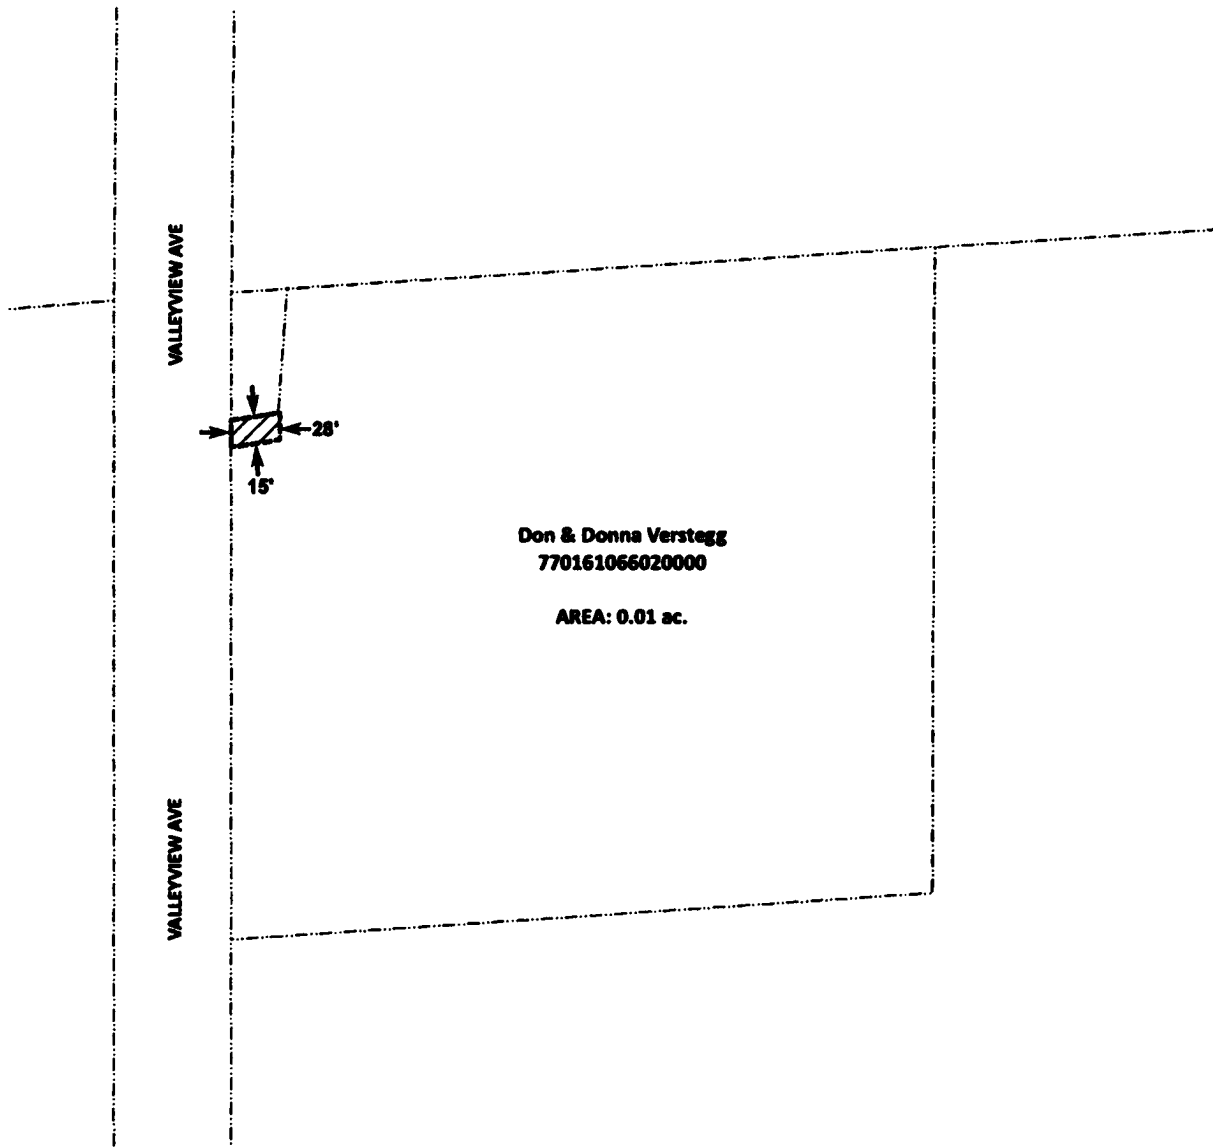 VALLEYVIEW AVE
28'
15'
Don & Donna Verstegg
770161066020000
AREA: 0.01 ac.
VALLEYVIEW AVE